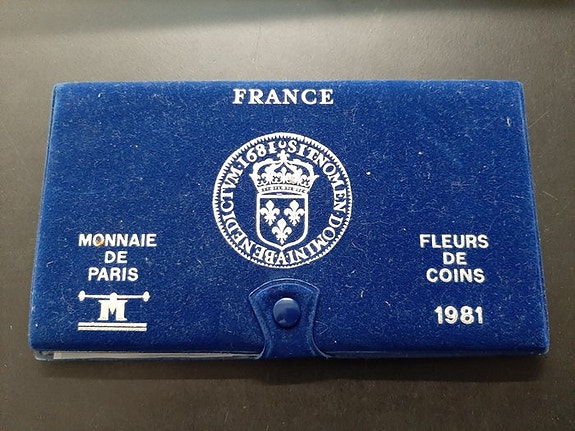 FRANCE
·1681·SIT·NOMEN·DOMINI·A·BENEDICTVM
MONNAIE
DE
PARIS
M
FLEURS
DE
COINS
1981